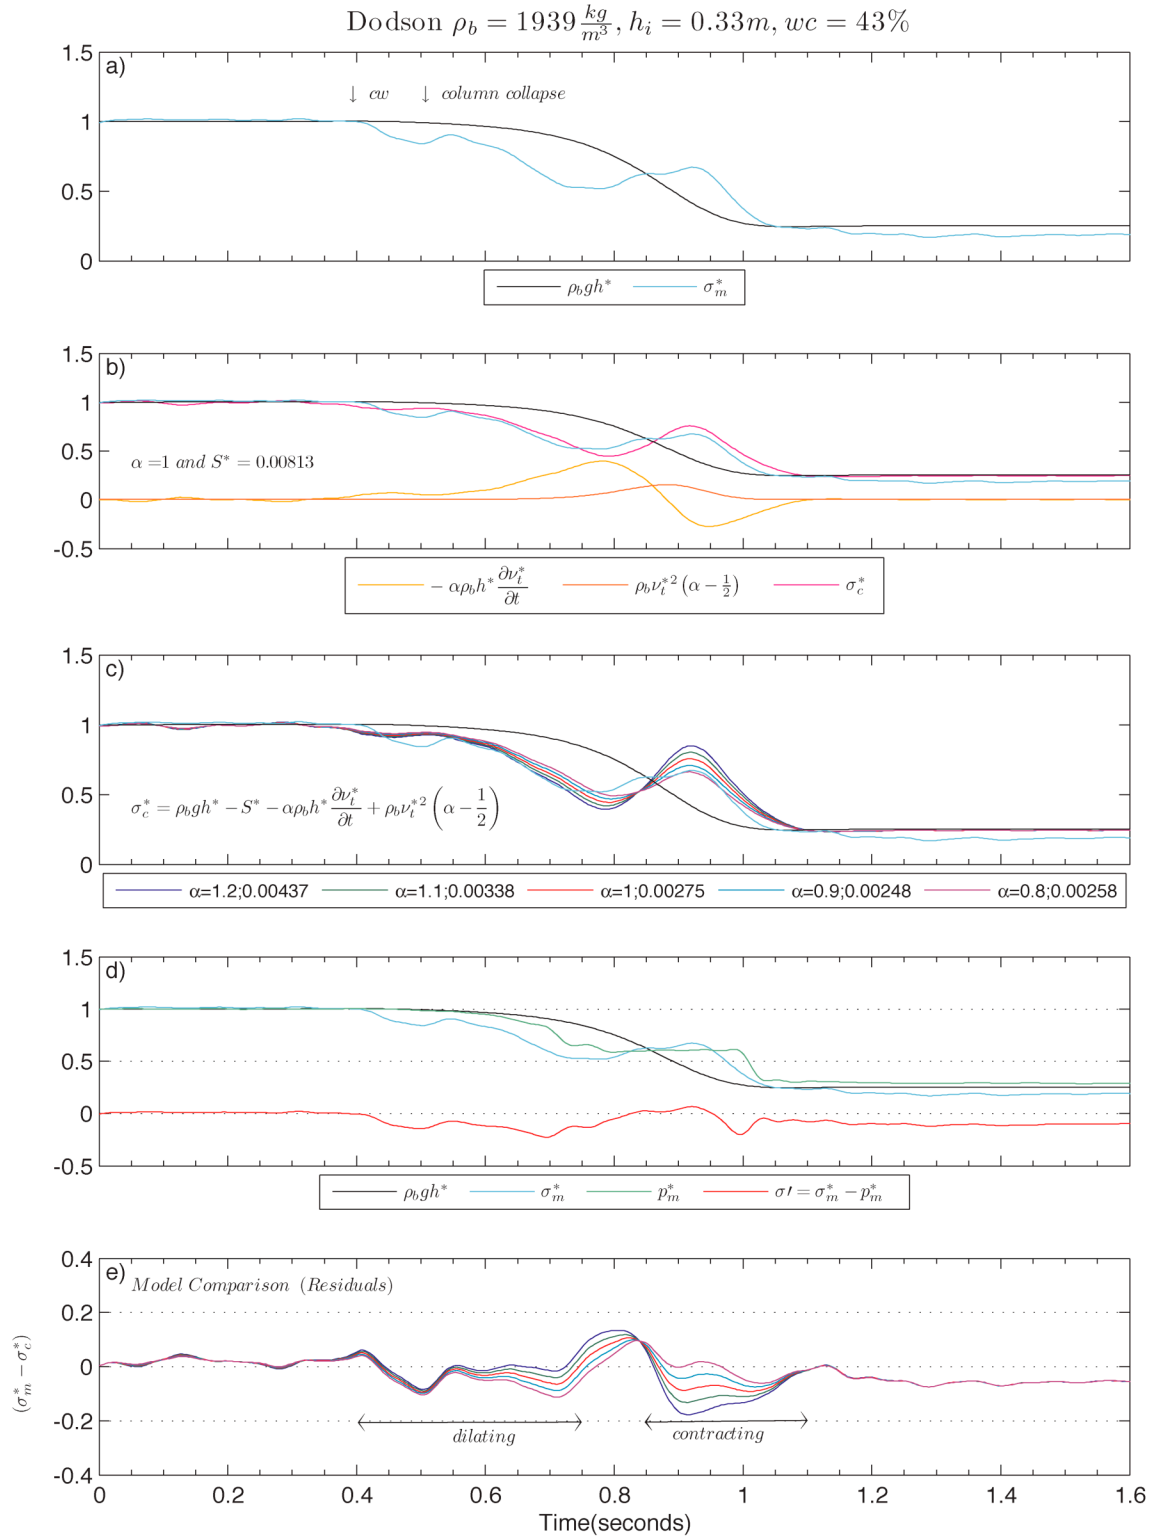 Dodson ρ_b = 1939 kg/m³, h_i = 0.33m, wc = 43%
a)
1.5
↓ cw ↓ column collapse
1
0.5
0
ρ_b gh* σ*_m
b)
1.5
1
0.5
α =1 and S* = 0.00813
0
-0.5
− αρ_b h* ∂ν*_t/∂t ρ_b ν*_t² (α − 1/2) σ*_c
c)
1.5
1
0.5
σ*_c = ρ_b gh* − S* − αρ_b h* ∂ν*_t/∂t + ρ_b ν*_t² (α − 1/2)
0
α=1.2;0.00437 α=1.1;0.00338 α=1;0.00275 α=0.9;0.00248 α=0.8;0.00258
d)
1.5
1
0.5
0
-0.5
ρ_b gh* σ*_m p*_m σ′ = σ*_m − p*_m
e)
0.4
Model Comparison (Residuals)
0.2
0
-0.2
dilating contracting
-0.4
(σ*_m − σ*_c)
0 0.2 0.4 0.6 0.8 1 1.2 1.4 1.6
Time(seconds)